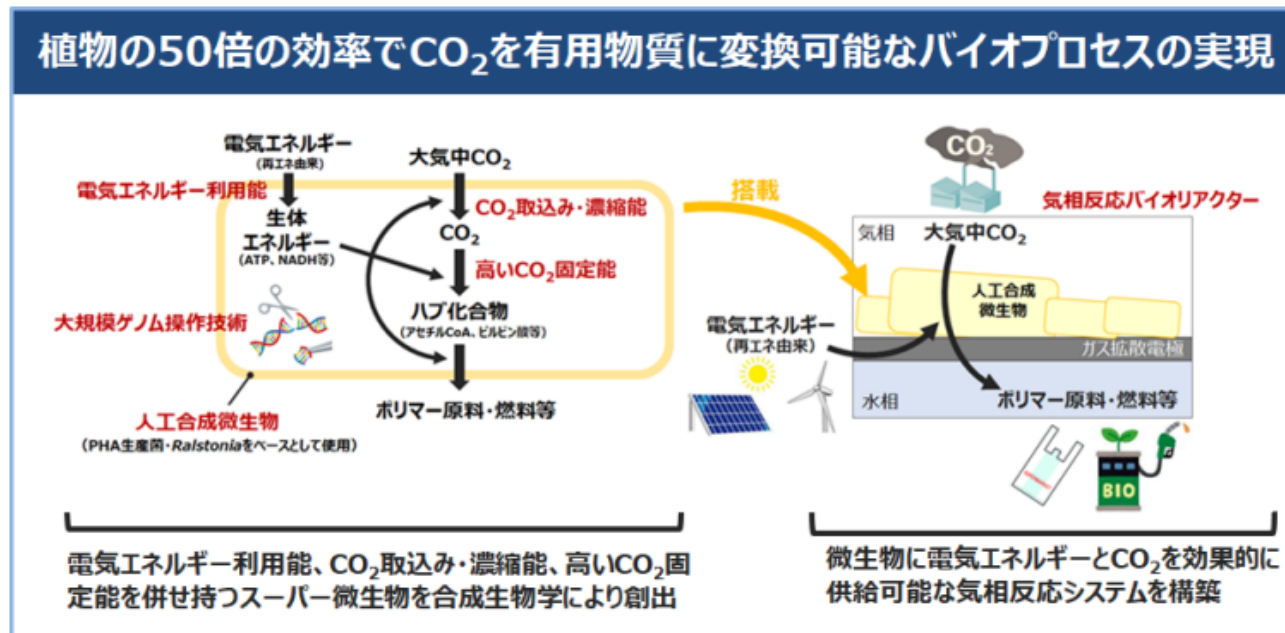 植物の50倍の効率でCO₂を有用物質に変換可能なバイオプロセスの実現
電気エネルギー
(再エネ由来)
大気中CO₂
電気エネルギー利用能
生体
エネルギー
(ATP、NADH等)
CO₂取込み・濃縮能
CO₂
高いCO₂固定能
大規模ゲノム操作技術
ハブ化合物
(アセチルCoA、ピルビン酸等)
ポリマー原料・燃料等
人工合成微生物
(PHA生産菌・Ralstoniaをベースとして使用)
電気エネルギー利用能、CO₂取込み・濃縮能、高いCO₂固
定能を併せ持つスーパー微生物を合成生物学により創出
搭載
CO₂
気相反応バイオリアクター
気相
大気中CO₂
人工合成
微生物
電気エネルギー
(再エネ由来)
ガス拡散電極
水相
ポリマー原料・燃料等
BIO
微生物に電気エネルギーとCO₂を効果的に
供給可能な気相反応システムを構築